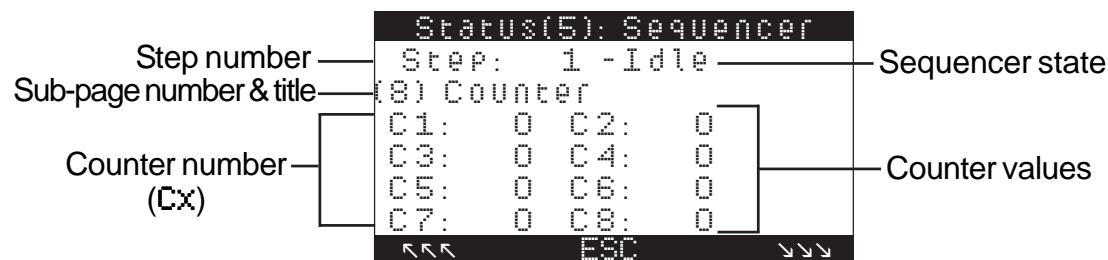 Status(5): Sequencer
Step number
Step: 1 -Idle
Sequencer state
Sub-page number & title
(8) Counter
C1: 0 C2: 0
C3: 0 C4: 0
Counter number
(Cx)
Counter values
C5: 0 C6: 0
C7: 0 C8: 0
↖↖↖ ESC ↘↘↘